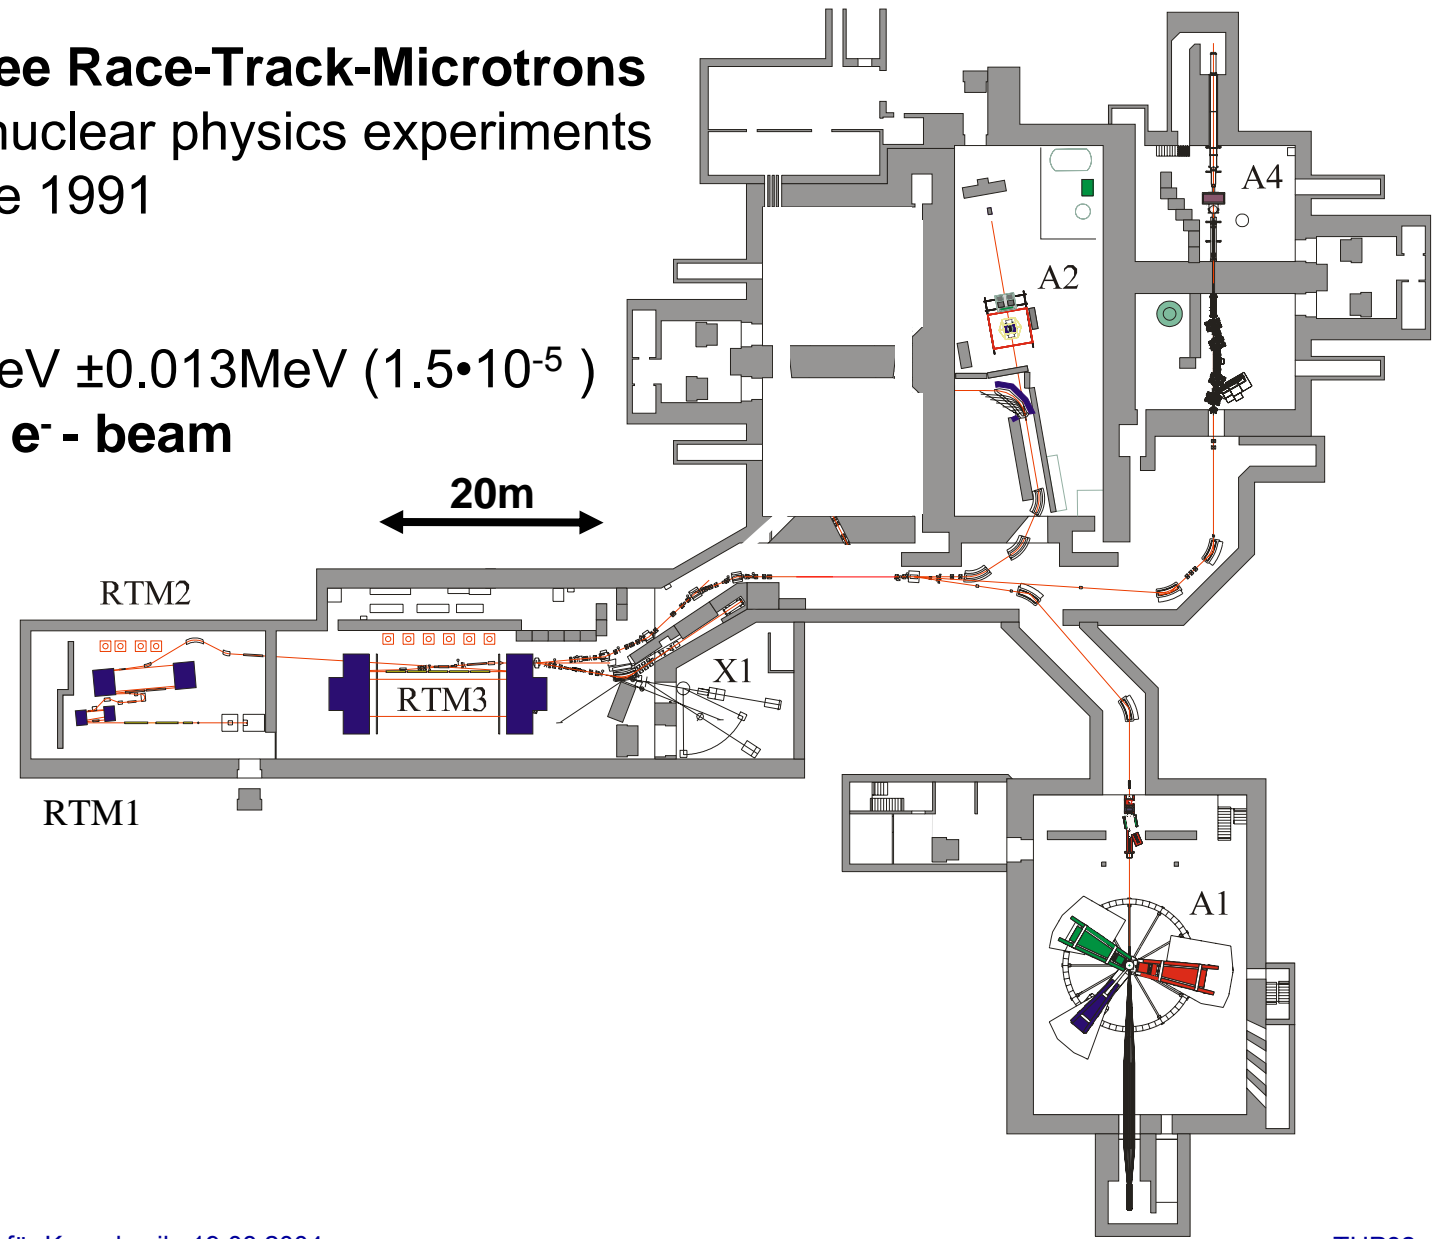 ee Race-Track-Microtrons
nuclear physics experiments
e 1991
eV ±0.013MeV (1.5•10⁻⁵ )
e⁻ - beam
20m
A4
A2
RTM2
RTM3
X1
RTM1
A1